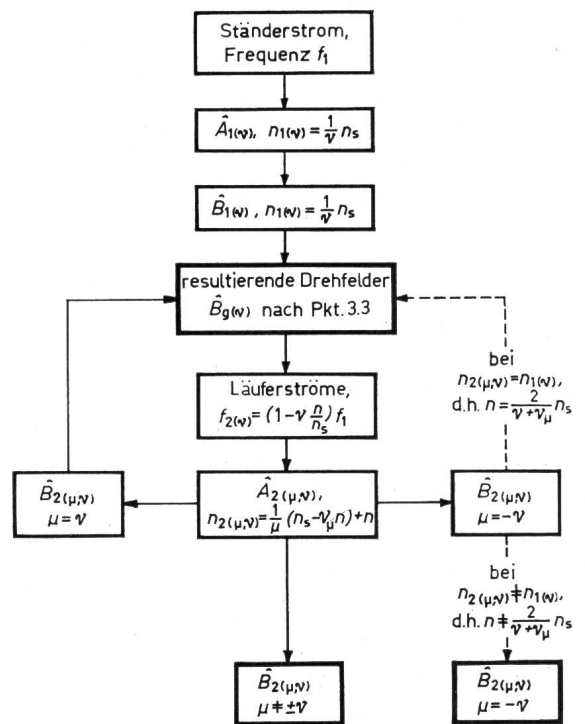 Ständerstrom,
Frequenz f₁
Â₁₍ᵥ₎, n₁₍ᵥ₎ = 1/ν nₛ
B̂₁₍ᵥ₎, n₁₍ᵥ₎ = 1/ν nₛ
resultierende Drehfelder
B̂g(ν) nach Pkt. 3.3
Läuferströme,
f₂(ν) = (1-ν n/nₛ) f₁
bei
n₂(μ;ν) = n₁(ν),
d.h. n = 2/(ν+νμ) nₛ
B̂₂(μ;ν)
μ = ν
Â₂(μ;ν),
n₂(μ;ν) = 1/μ (nₛ-νμn)+n
B̂₂(μ;ν)
μ = -ν
bei
n₂(μ;ν) ≠ n₁(ν),
d.h. n ≠ 2/(ν+νμ) nₛ
B̂₂(μ;ν)
μ ≠ ±ν
B̂₂(μ;ν)
μ = -ν